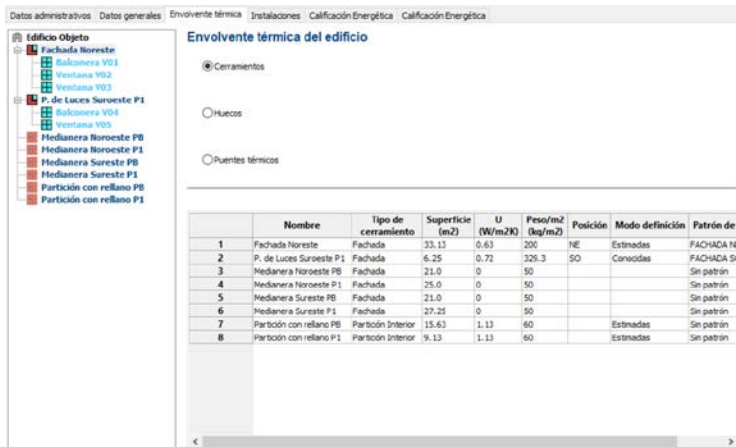 Datos administrativos Datos generales Envolvente térmica Instalaciones Calificación Energética Calificación Energética
Edificio Objeto
Fachada Noreste
Balconera V01
Ventana V02
Ventana V03
P. de Luces Suroeste P1
Balconera V04
Ventana V05
Medianera Noroeste PB
Medianera Noroeste P1
Medianera Sureste PB
Medianera Sureste P1
Partición con rellano PB
Partición con rellano P1
Envolvente térmica del edificio
Cerramientos
Huecos
Puentes térmicos
Nombre Tipo de cerramiento Superficie (m2) U (W/m2K) Peso/m2 (kg/m2) Posición Modo definición Patrón de
1 Fachada Noreste Fachada 33.13 0.63 200 NE Estimadas FACHADA N
2 P. de Luces Suroeste P1 Fachada 6.25 0.72 329.3 SO Conocidas FACHADA SO
3 Medianera Noroeste PB Fachada 21.0 0 50 Sin patrón
4 Medianera Noroeste P1 Fachada 25.0 0 50 Sin patrón
5 Medianera Sureste PB Fachada 21.0 0 50 Sin patrón
6 Medianera Sureste P1 Fachada 27.25 0 50 Sin patrón
7 Partición con rellano PB Partición Interior 15.63 1.13 60 Estimadas Sin patrón
8 Partición con rellano P1 Partición Interior 9.13 1.13 60 Estimadas Sin patrón